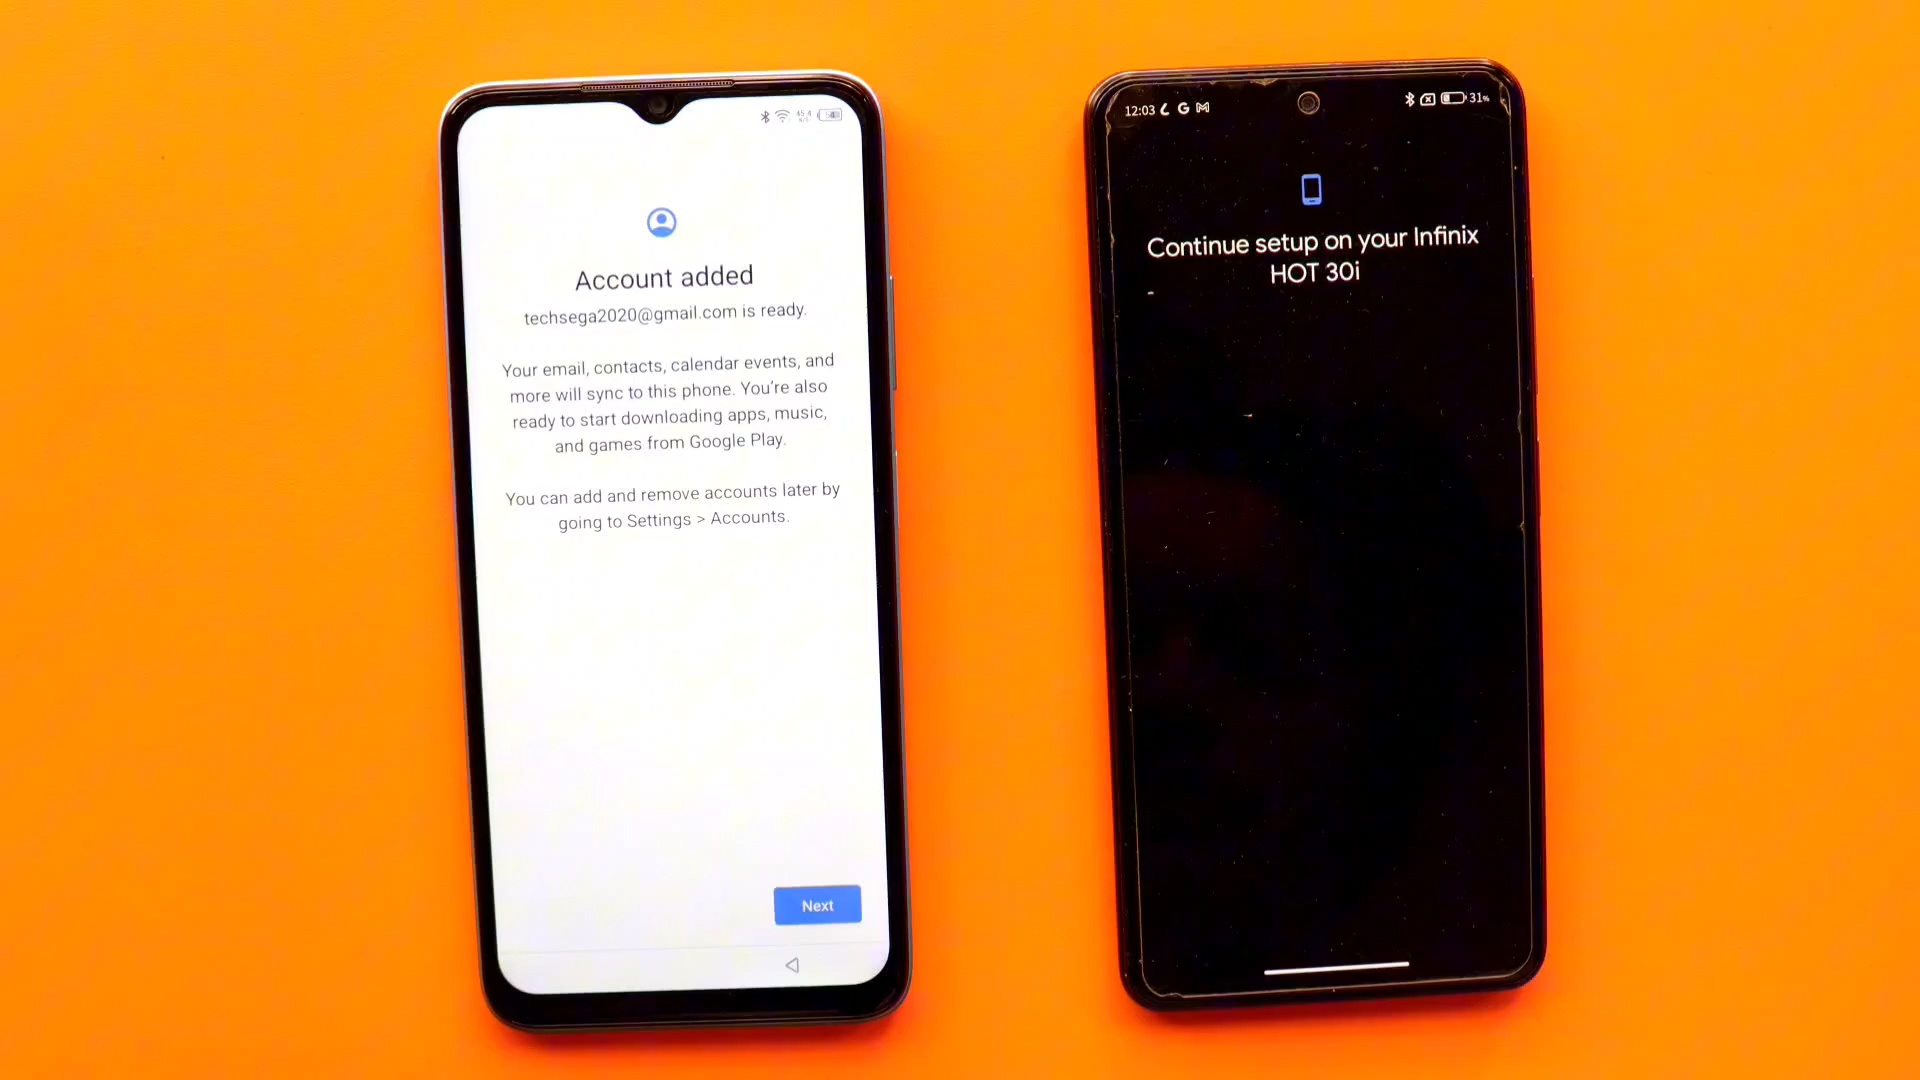 Account added
techsega2020@gmail.com is ready.
Your email, contacts, calendar events, and
more will sync to this phone. You're also
ready to start downloading apps, music,
and games from Google Play.
You can add and remove accounts later by
going to Settings > Accounts.
Next
12:03
31%
Continue setup on your Infinix
HOT 30i